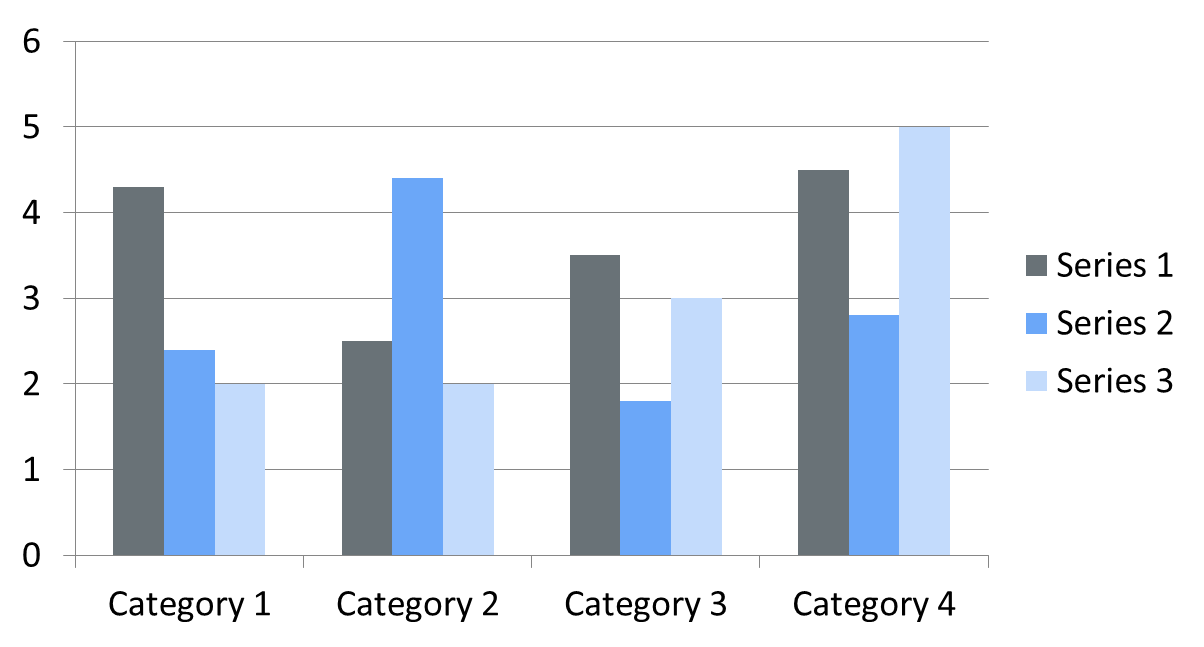 6
5
4
3
2
1
0
Category 1
Category 2
Category 3
Category 4
Series 1
Series 2
Series 3